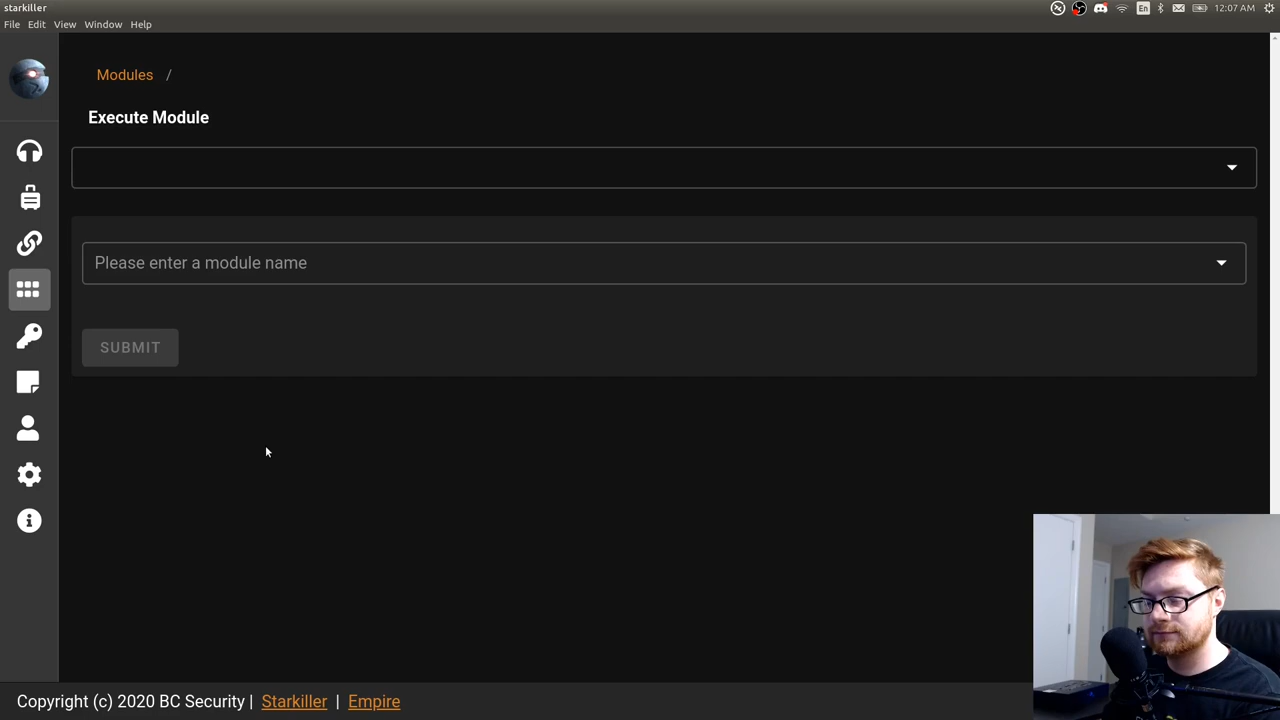 starkiller
En 12:07 AM
File Edit View Window Help
Modules /
Execute Module
Please enter a module name
SUBMIT
Copyright (c) 2020 BC Security | Starkiller | Empire